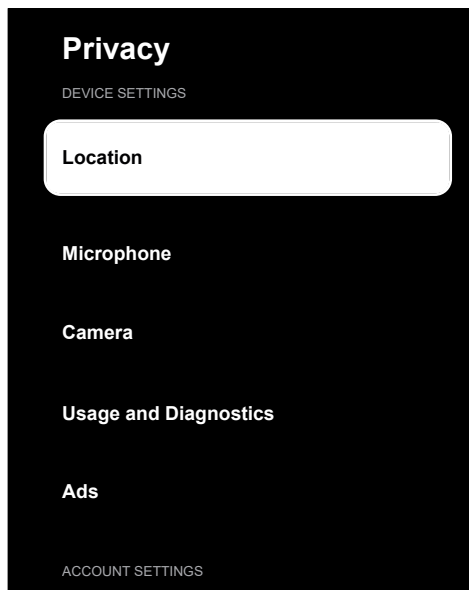 Privacy
DEVICE SETTINGS
Location
Microphone
Camera
Usage and Diagnostics
Ads
ACCOUNT SETTINGS